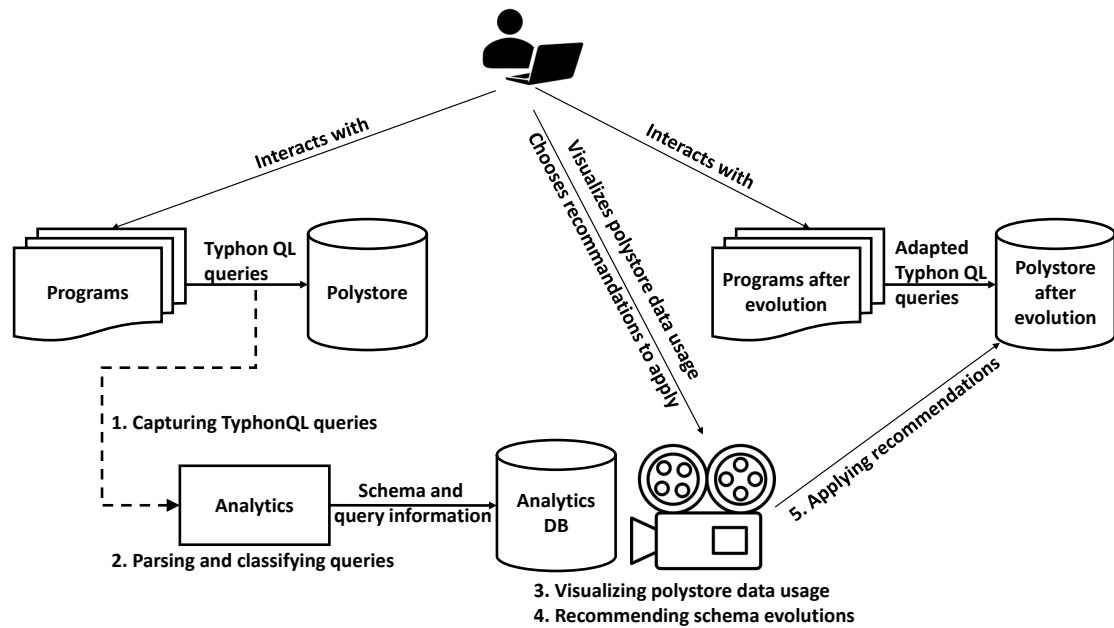 Interacts with
Visualizes polystore data usage
Chooses recommandations to apply
Interacts with
Typhon QL
queries
Programs
Polystore
Programs after
evolution
Adapted
Typhon QL
queries
Polystore
after
evolution
1. Capturing TyphonQL queries
5. Applying recommendations
Analytics
Schema and
query information
Analytics
DB
2. Parsing and classifying queries
3. Visualizing polystore data usage
4. Recommending schema evolutions